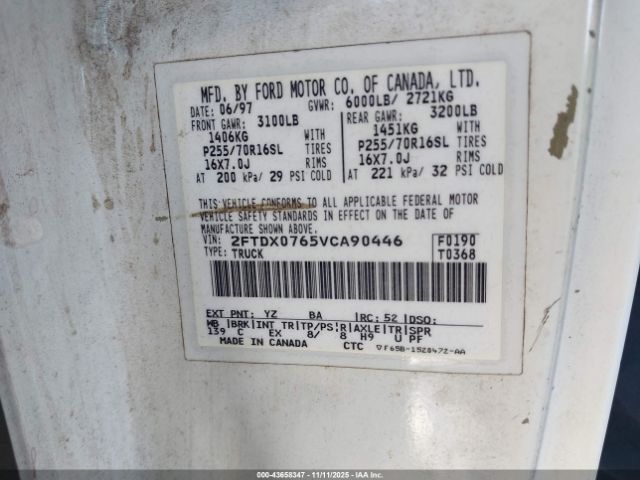 MFD. BY FORD MOTOR CO. OF CANADA, LTD.
DATE: 06/97 GVWR: 6000LB/ 2721KG
FRONT GAWR: 3100LB REAR GAWR: 3200LB
1406KG WITH 1451KG WITH
P255/70R16SL TIRES P255/70R16SL TIRES
16X7.0J RIMS 16X7.0J RIMS
AT 200 kPa/ 29 PSI COLD AT 221 kPa/ 32 PSI COLD
THIS VEHICLE CONFORMS TO ALL APPLICABLE FEDERAL MOTOR
VEHICLE SAFETY STANDARDS IN EFFECT ON THE DATE OF
MANUFACTURE SHOWN ABOVE.
VIN: 2FTDX0765VCA90446 F0190
TYPE: TRUCK T0368
EXT PNT: YZ BA RC: 52 DSO:
WB BRK INT TR TP/PS R AXLE TR SPR
139 C EX 8/ 8 H9 U PF
MADE IN CANADA CTC F65B-1520472-AA
000-43658347 - 11/11/2025 - IAAI.com